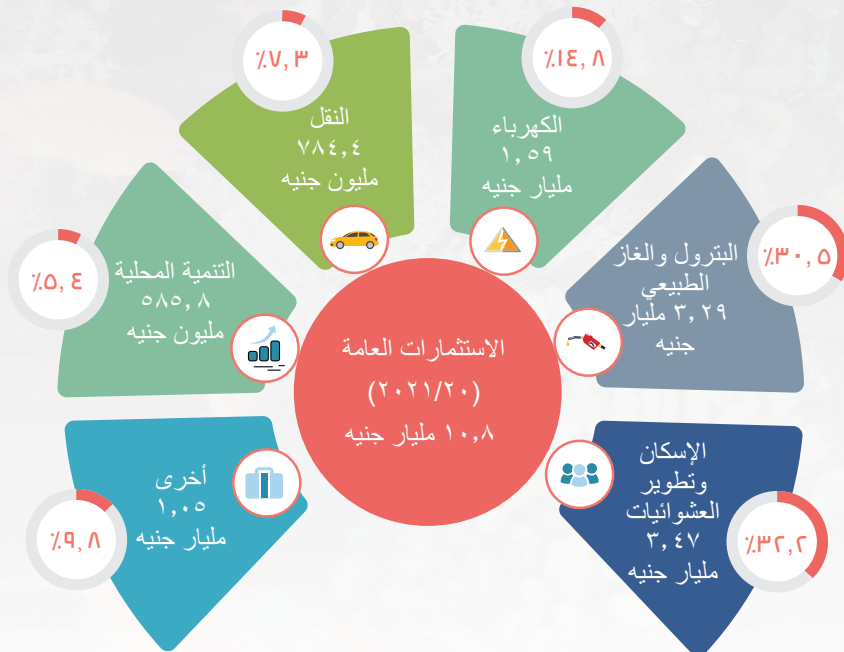 الاستثمارات العامة
(٢٠٢١/٢٠)
١٠,٨ مليار جنيه
٪١٤,٨
الكهرباء
١,٥٩
مليار جنيه
٪٣٠,٥
البترول والغاز
الطبيعي
٣,٢٩ مليار
جنيه
٪٣٢,٢
الإسكان
وتطوير
العشوائيات
٣,٤٧
مليار جنيه
٪٧,٣
النقل
٧٨٤,٤
مليون جنيه
٪٥,٤
التنمية المحلية
٥٨٥,٨
مليون جنيه
٪٩,٨
أخرى
١,٠٥
مليار جنيه